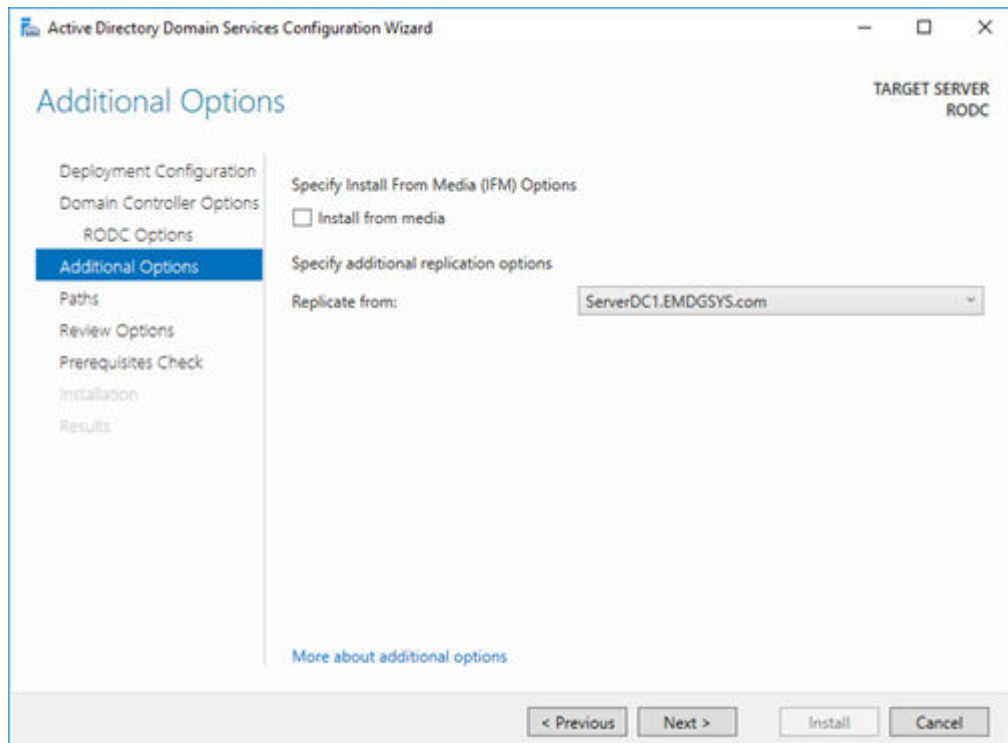 Active Directory Domain Services Configuration Wizard
Additional Options
TARGET SERVER
RODC
Deployment Configuration
Domain Controller Options
RODC Options
Additional Options
Paths
Review Options
Prerequisites Check
Installation
Results
Specify Install From Media (IFM) Options
Install from media
Specify additional replication options
Replicate from:
ServerDC1.EMDGSYS.com
More about additional options
< Previous
Next >
Install
Cancel